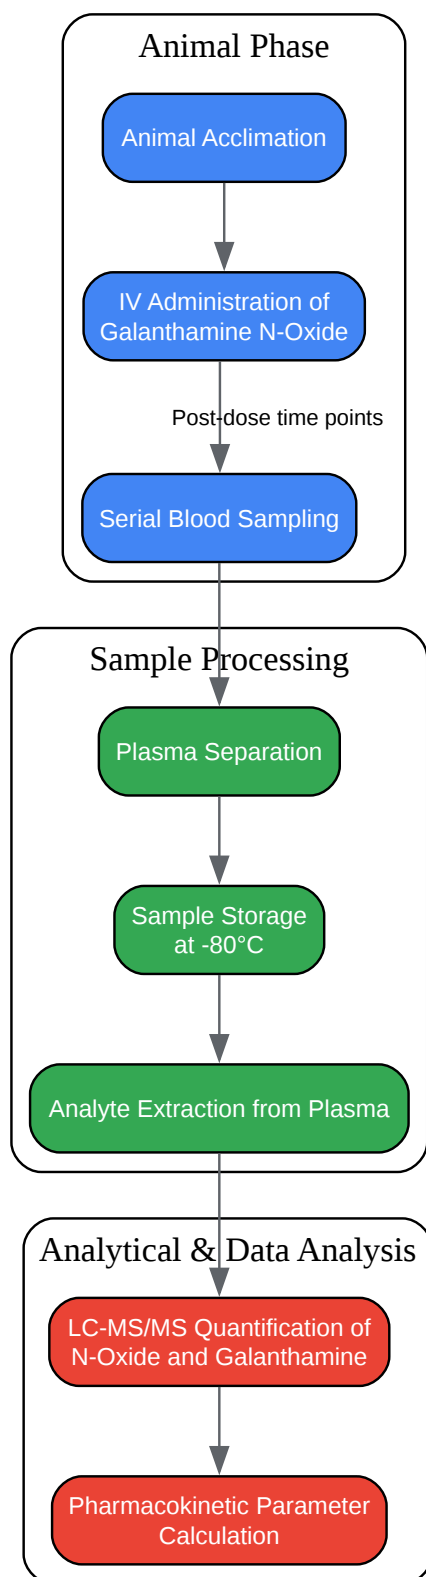 Animal Phase
Animal Acclimation
IV Administration of
Galanthamine N-Oxide
Post-dose time points
Serial Blood Sampling
Sample Processing
Plasma Separation
Sample Storage
at -80°C
Analyte Extraction from Plasma
Analytical & Data Analysis
LC-MS/MS Quantification of
N-Oxide and Galanthamine
Pharmacokinetic Parameter
Calculation